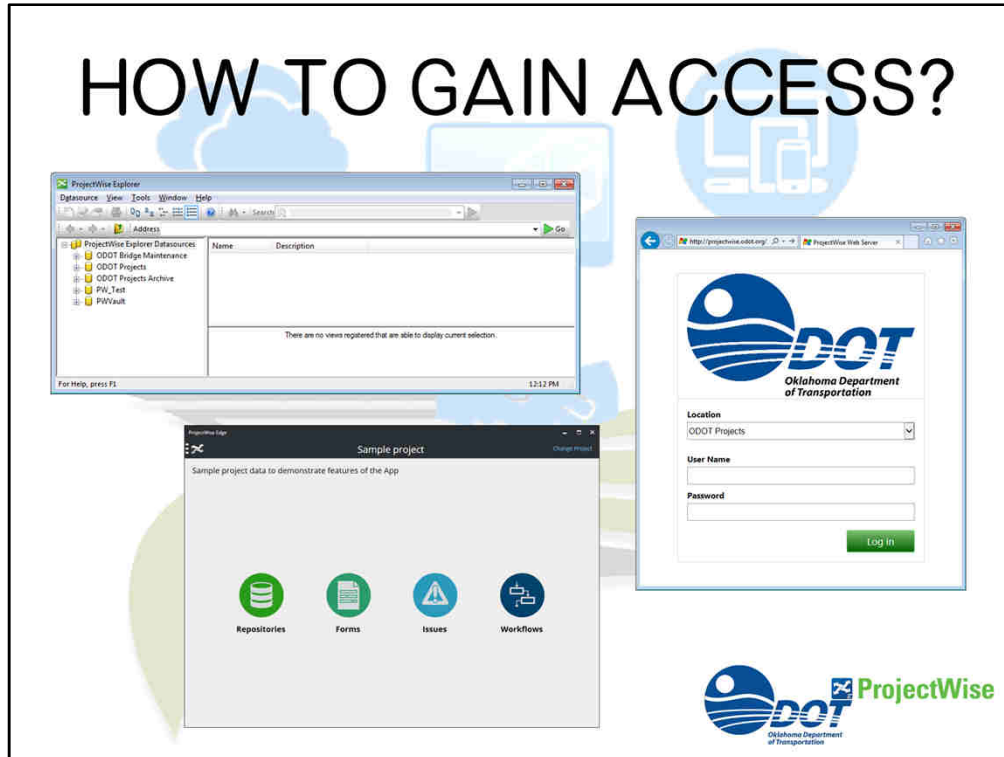 HOW TO GAIN ACCESS?
ProjectWise Explorer
Datasource View Tools Window Help
Search
Address
Go
ProjectWise Explorer Datasources
ODOT Bridge Maintenance
ODOT Projects
ODOT Projects Archive
PW_Test
PWVault
Name Description
There are no views registered that are able to display current selection.
For Help, press F1
12:12 PM
http://projectwise.odot.org/
ProjectWise Web Server
ODOT
Oklahoma Department
of Transportation
Location
ODOT Projects
User Name
Password
Log in
ProjectWise Edge
Sample project
Change Project
Sample project data to demonstrate features of the App
Repositories
Forms
Issues
Workflows
ODOT
Oklahoma Department
of Transportation
ProjectWise